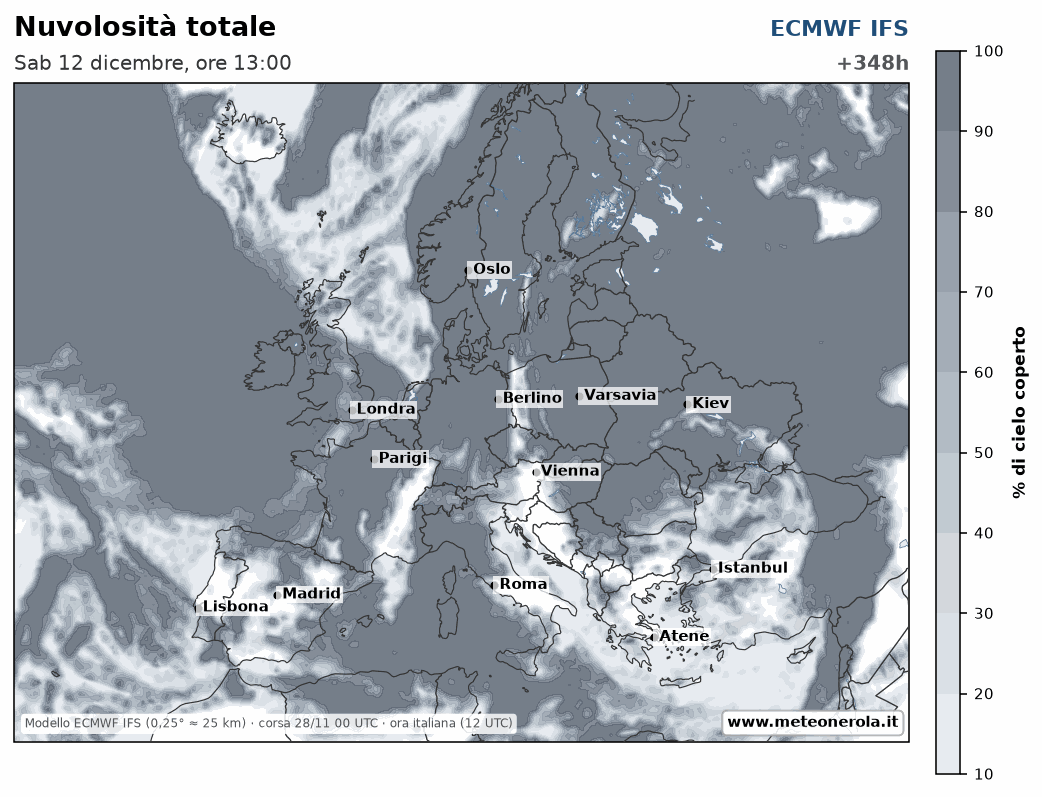 Nuvolosità totale
ECMWF IFS
Sab 12 dicembre, ore 13:00
+348h
Oslo
Berlino
Varsavia
Kiev
Londra
Parigi
Vienna
Istanbul
Roma
Madrid
Lisbona
Atene
Modello ECMWF IFS (0,25° ≈ 25 km) · corsa 28/11 00 UTC · ora italiana (12 UTC)
www.meteonerola.it
100
90
80
70
60
50
40
30
20
10
% di cielo coperto